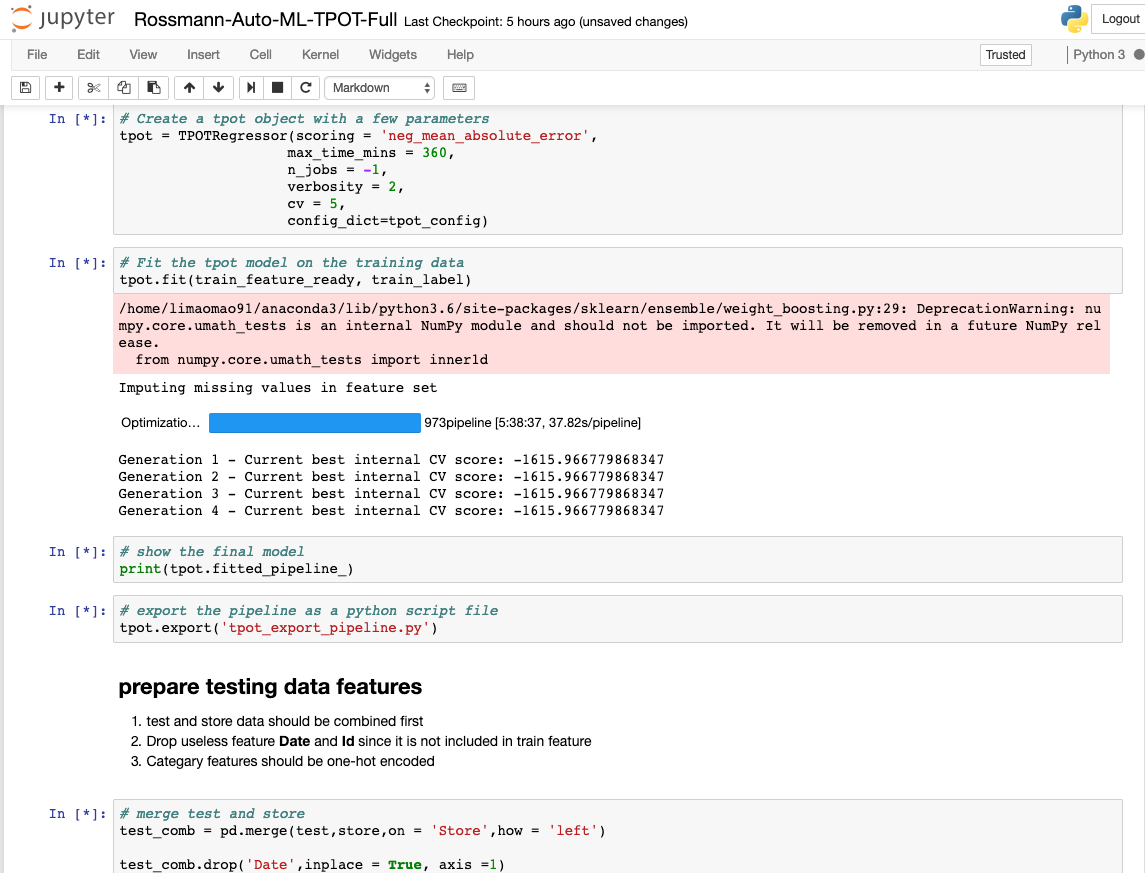 jupyter Rossmann-Auto-ML-TPOT-Full Last Checkpoint: 5 hours ago (unsaved changes) Logout
File Edit View Insert Cell Kernel Widgets Help Trusted Python 3
Markdown
In [*]: # Create a tpot object with a few parameters
tpot = TPOTRegressor(scoring = 'neg_mean_absolute_error',
max_time_mins = 360,
n_jobs = -1,
verbosity = 2,
cv = 5,
config_dict=tpot_config)
In [*]: # Fit the tpot model on the training data
tpot.fit(train_feature_ready, train_label)
/home/limaomao91/anaconda3/lib/python3.6/site-packages/sklearn/ensemble/weight_boosting.py:29: DeprecationWarning: nu
mpy.core.umath_tests is an internal NumPy module and should not be imported. It will be removed in a future NumPy rel
ease.
from numpy.core.umath_tests import inner1d
Imputing missing values in feature set
Optimizatio... 973pipeline [5:38:37, 37.82s/pipeline]
Generation 1 - Current best internal CV score: -1615.966779868347
Generation 2 - Current best internal CV score: -1615.966779868347
Generation 3 - Current best internal CV score: -1615.966779868347
Generation 4 - Current best internal CV score: -1615.966779868347
In [*]: # show the final model
print(tpot.fitted_pipeline_)
In [*]: # export the pipeline as a python script file
tpot.export('tpot_export_pipeline.py')
prepare testing data features
1. test and store data should be combined first
2. Drop useless feature Date and Id since it is not included in train feature
3. Categary features should be one-hot encoded
In [*]: # merge test and store
test_comb = pd.merge(test,store,on = 'Store',how = 'left')
test_comb.drop('Date',inplace = True, axis =1)